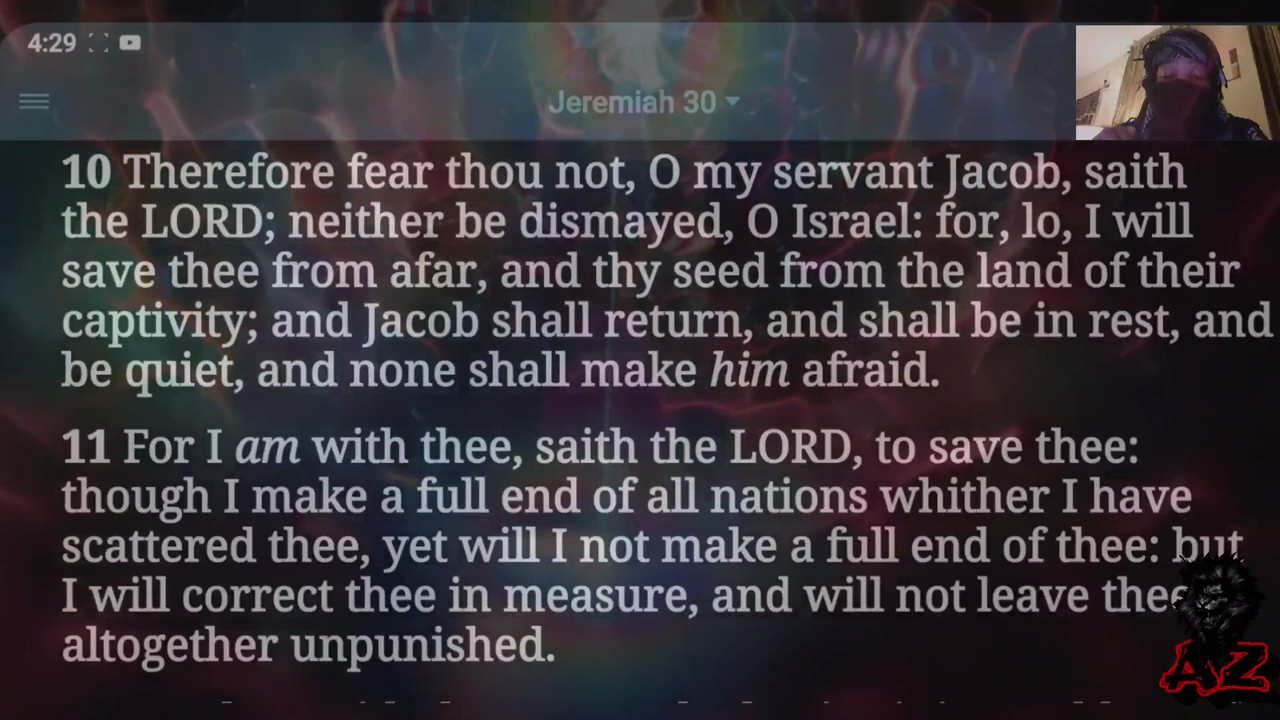 4:29
Jeremiah 30
10 Therefore fear thou not, O my servant Jacob, saith
the LORD; neither be dismayed, O Israel: for, lo, I will
save thee from afar, and thy seed from the land of their
captivity; and Jacob shall return, and shall be in rest, and
be quiet, and none shall make him afraid.
11 For I am with thee, saith the LORD, to save thee:
though I make a full end of all nations whither I have
scattered thee, yet will I not make a full end of thee: but
I will correct thee in measure, and will not leave thee
altogether unpunished.
AZ